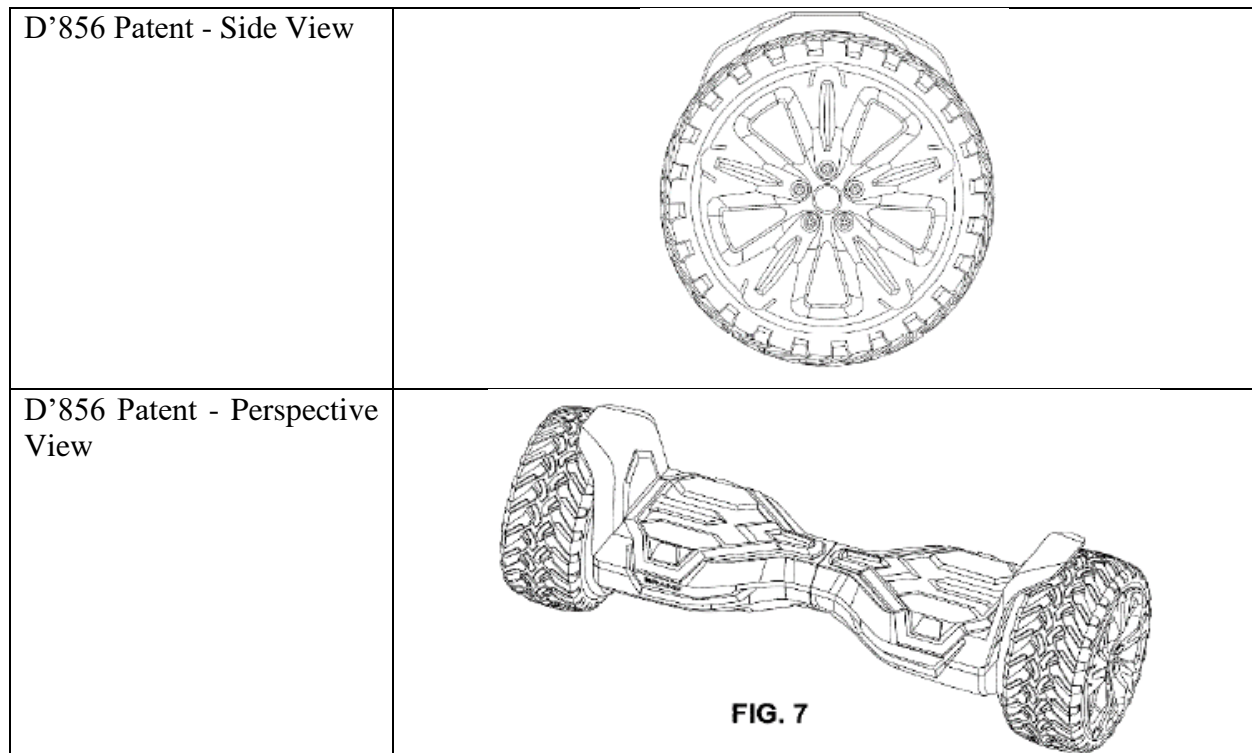 D’856 Patent - Side View
D’856 Patent - Perspective
View
FIG. 7